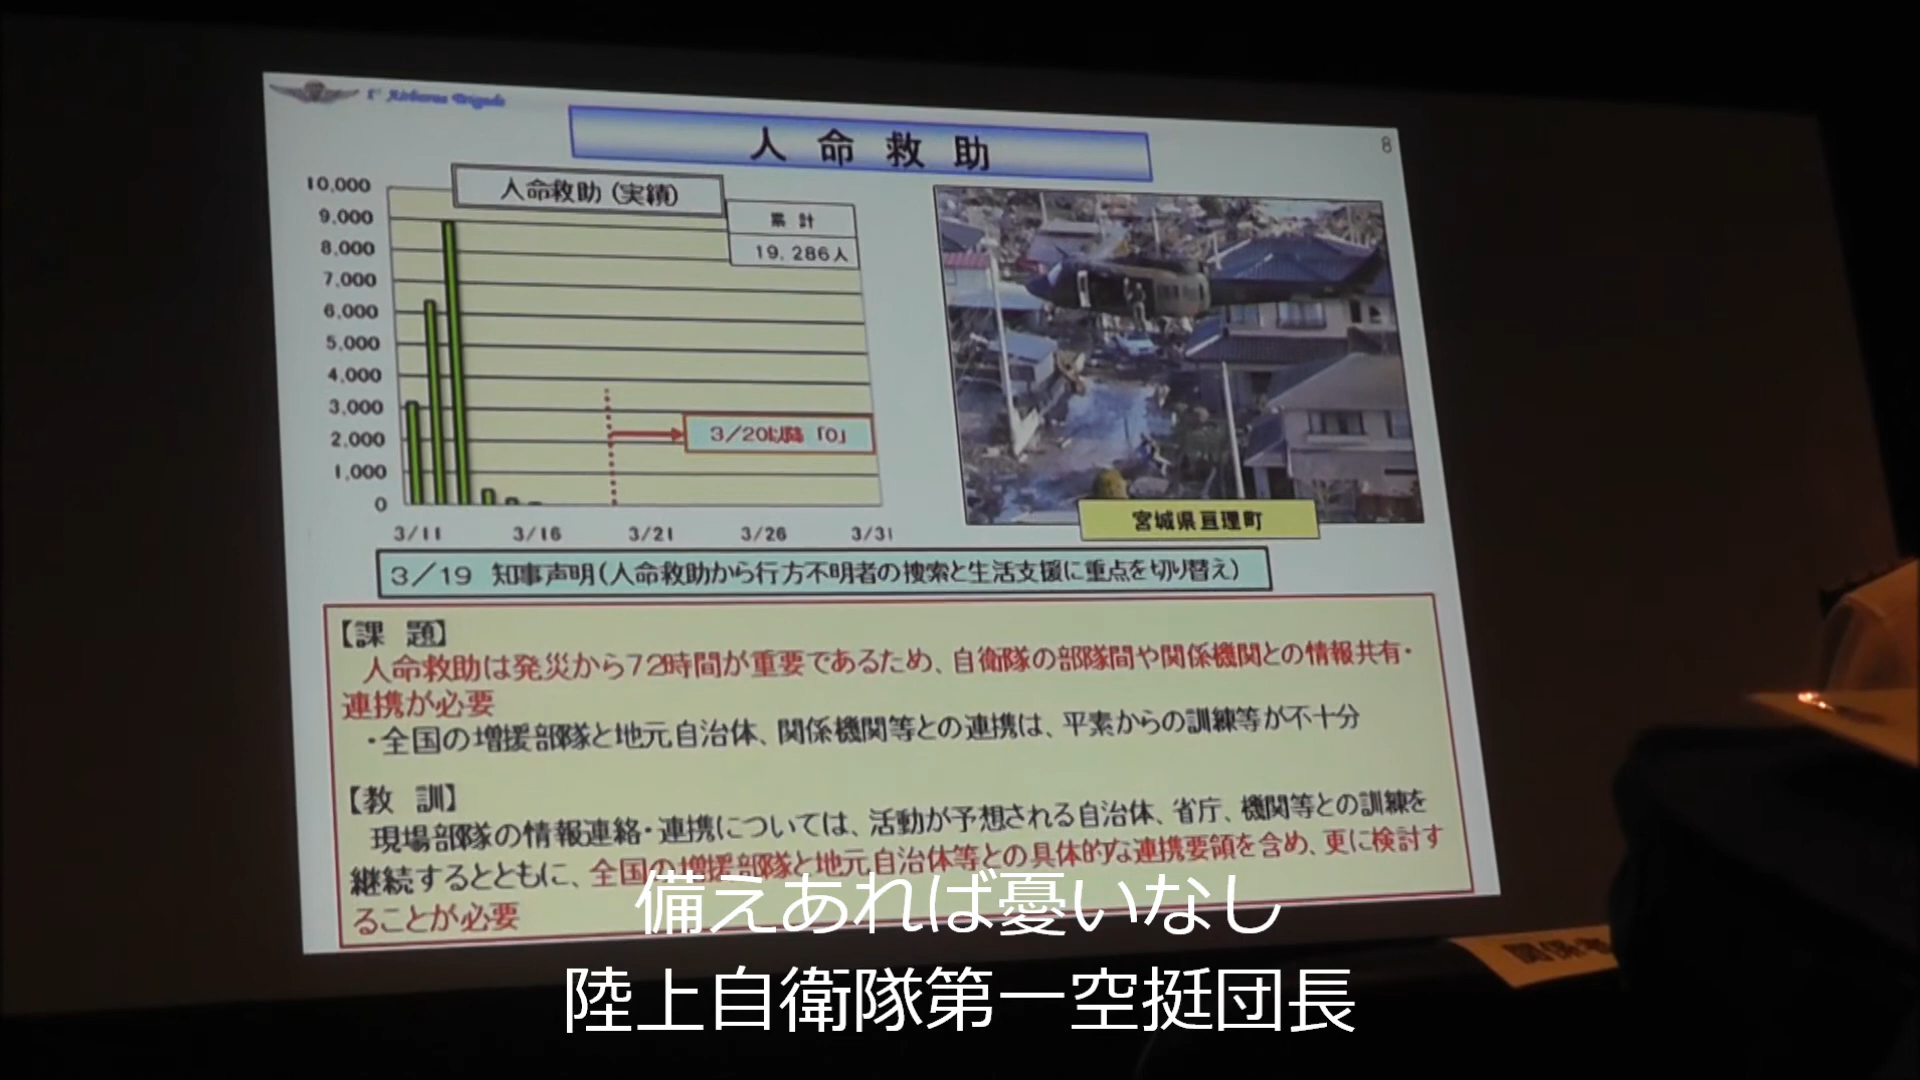 1st Airborne Brigade
8
人命救助
人命救助(実績)
累計
19,286人
10,000
9,000
8,000
7,000
6,000
5,000
4,000
3,000
2,000
1,000
0
3/20以降「0」
3/11 3/16 3/21 3/26 3/31
宮城県亘理町
3/19 知事声明(人命救助から行方不明者の捜索と生活支援に重点を切り替え)
【課 題】
人命救助は発災から72時間が重要であるため、自衛隊の部隊間や関係機関との情報共有・
連携が必要
・全国の増援部隊と地元自治体、関係機関等との連携は、平素からの訓練等が不十分
【教 訓】
現場部隊の情報連絡・連携については、活動が予想される自治体、省庁、機関等との訓練を
継続するとともに、全国の増援部隊と地元自治体等との具体的な連携要領を含め、更に検討す
ることが必要
備えあれば憂いなし
陸上自衛隊第一空挺団長
関係者